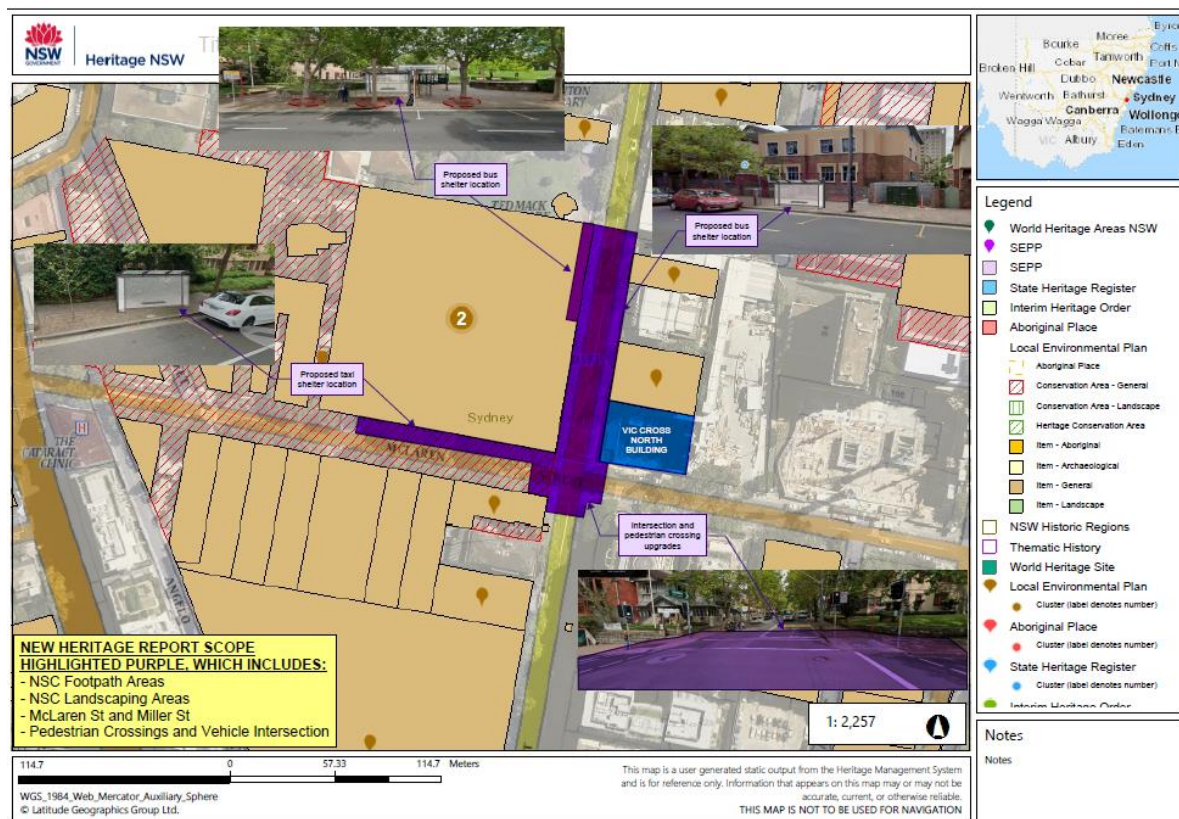 NSW
GOVERNMENT
Heritage NSW
Proposed bus
shelter location
TED MACK
Proposed bus
shelter location
2
Proposed taxi
shelter location
Sydney
MCLAREN
THE
CATARACT
CLINIC
H
VIC CROSS
NORTH
BUILDING
Intersection and
pedestrian crossing
upgrades
ANGELO
NEW HERITAGE REPORT SCOPE
HIGHLIGHTED PURPLE, WHICH INCLUDES:
- NSC Footpath Areas
- NSC Landscaping Areas
- McLaren St and Miller St
- Pedestrian Crossings and Vehicle Intersection
1: 2,257
114.7
0
57.33
114.7 Meters
WGS_1984_Web_Mercator_Auxiliary_Sphere
© Latitude Geographics Group Ltd.
This map is a user generated static output from the Heritage Management System
and is for reference only. Information that appears on this map may or may not be
accurate, current, or otherwise reliable.
THIS MAP IS NOT TO BE USED FOR NAVIGATION
Bourke
Moree
Coffs
Cobar
Tamworth
Broken Hill
Dubbo
Newcastle
Wentworth
Bathurst
Sydney
Canberra
Wollong
Wagga Wagga
Batemans B
VIC
Albury
Eden
Legend
World Heritage Areas NSW
SEPP
SEPP
State Heritage Register
Interim Heritage Order
Aboriginal Place
Local Environmental Plan
Aboriginal Place
Conservation Area - General
Conservation Area - Landscape
Heritage Conservation Area
Item - Aboriginal
Item - Archaeological
Item - General
Item - Landscape
NSW Historic Regions
Thematic History
World Heritage Site
Local Environmental Plan
Cluster (label denotes number)
Aboriginal Place
Cluster (label denotes number)
State Heritage Register
Cluster (label denotes number)
Interim Heritage Order
Notes
Notes